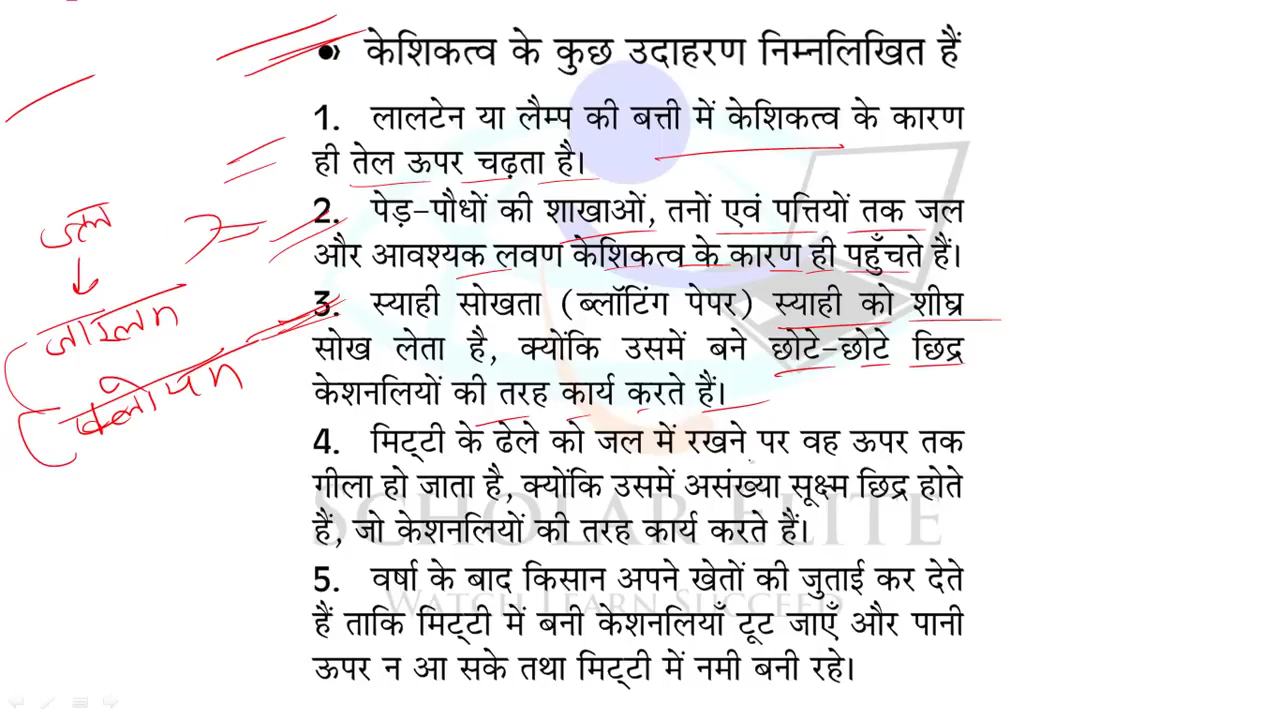 • केशिकत्व के कुछ उदाहरण निम्नलिखित हैं
1. लालटेन या लैम्प की बत्ती में केशिकत्व के कारण
ही तेल ऊपर चढ़ता है।
2. पेड़-पौधों की शाखाओं, तनों एवं पत्तियों तक जल
और आवश्यक लवण केशिकत्व के कारण ही पहुँचते हैं।
3. स्याही सोखता (ब्लॉटिंग पेपर) स्याही को शीघ्र
सोख लेता है, क्योंकि उसमें बने छोटे-छोटे छिद्र
केशनलियों की तरह कार्य करते हैं।
4. मिट्टी के ढेले को जल में रखने पर वह ऊपर तक
गीला हो जाता है, क्योंकि उसमें असंख्य सूक्ष्म छिद्र होते
हैं, जो केशनलियों की तरह कार्य करते हैं।
5. वर्षा के बाद किसान अपने खेतों की जुताई कर देते
हैं ताकि मिट्टी में बनी केशनलियाँ टूट जाएँ और पानी
ऊपर न आ सके तथा मिट्टी में नमी बनी रहे।
जल
SCHOLAR ELITE
WATCH LEARN SUCCEED